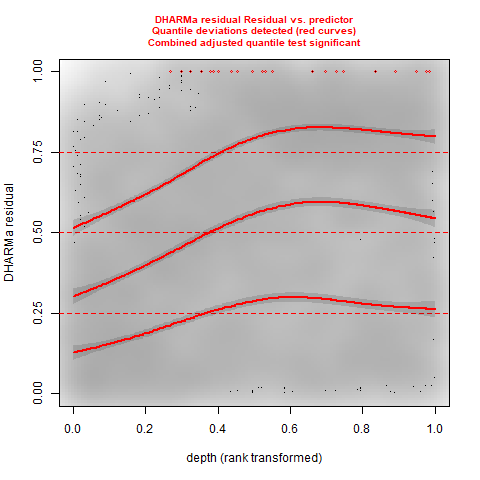 DHARMa residual Residual vs. predictor
Quantile deviations detected (red curves)
Combined adjusted quantile test significant
1.00
0.75
0.50
0.25
0.00
DHARMa residual
0.0 0.2 0.4 0.6 0.8 1.0
depth (rank transformed)